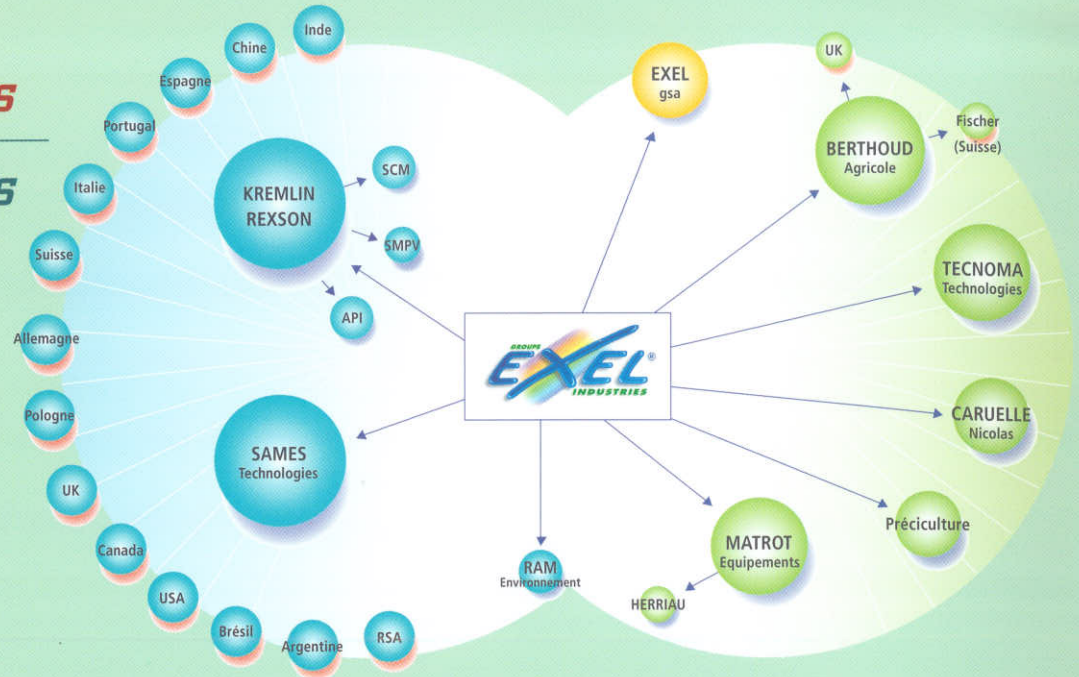 S
S
Inde
Chine
Espagne
Portugal
Italie
Suisse
Allemagne
Pologne
UK
Canada
USA
Brésil
Argentine
RSA
KREMLIN
REXSON
SCM
SMPV
API
SAMES
Technologies
GROUPE
EXEL®
INDUSTRIES
RAM
Environnement
EXEL
gsa
UK
BERTHOUD
Agricole
Fischer
(Suisse)
TECNOMA
Technologies
CARUELLE
Nicolas
Préciculture
MATROT
Equipements
HERRIAU